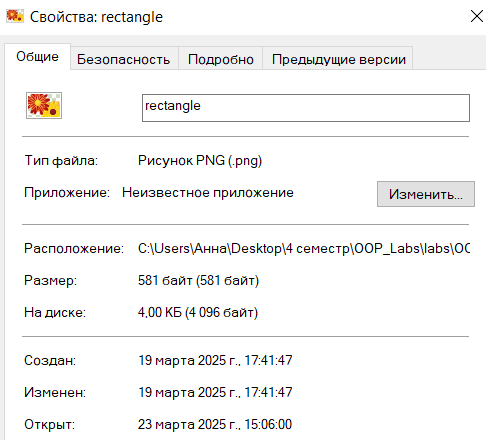 Свойства: rectangle
Общие Безопасность Подробно Предыдущие версии
rectangle
Тип файла: Рисунок PNG (.png)
Приложение: Неизвестное приложение Изменить...
Расположение: C:\Users\Анна\Desktop\4 семестр\OOP_Labs\labs\OC
Размер: 581 байт (581 байт)
На диске: 4,00 КБ (4 096 байт)
Создан: 19 марта 2025 г., 17:41:47
Изменен: 19 марта 2025 г., 17:41:47
Открыт: 23 марта 2025 г., 15:06:00